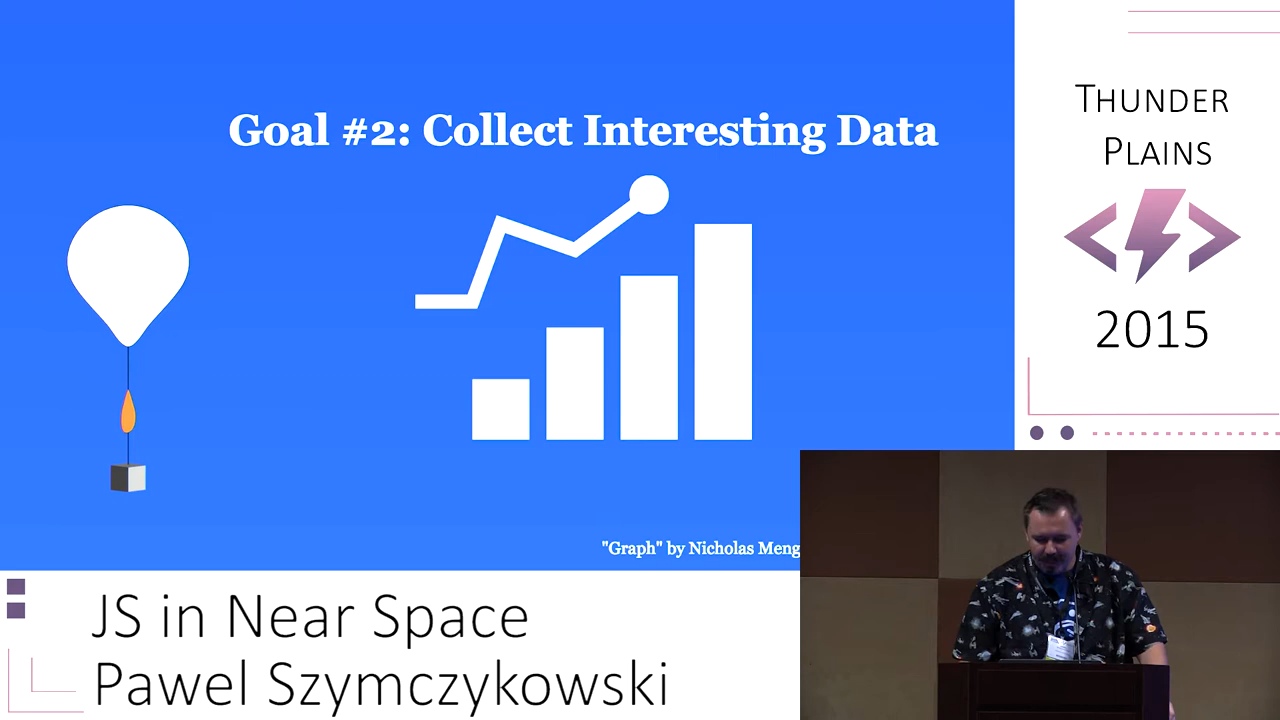 Goal #2: Collect Interesting Data
"Graph" by Nicholas Meng
THUNDER
PLAINS
2015
JS in Near Space
Pawel Szymczykowski